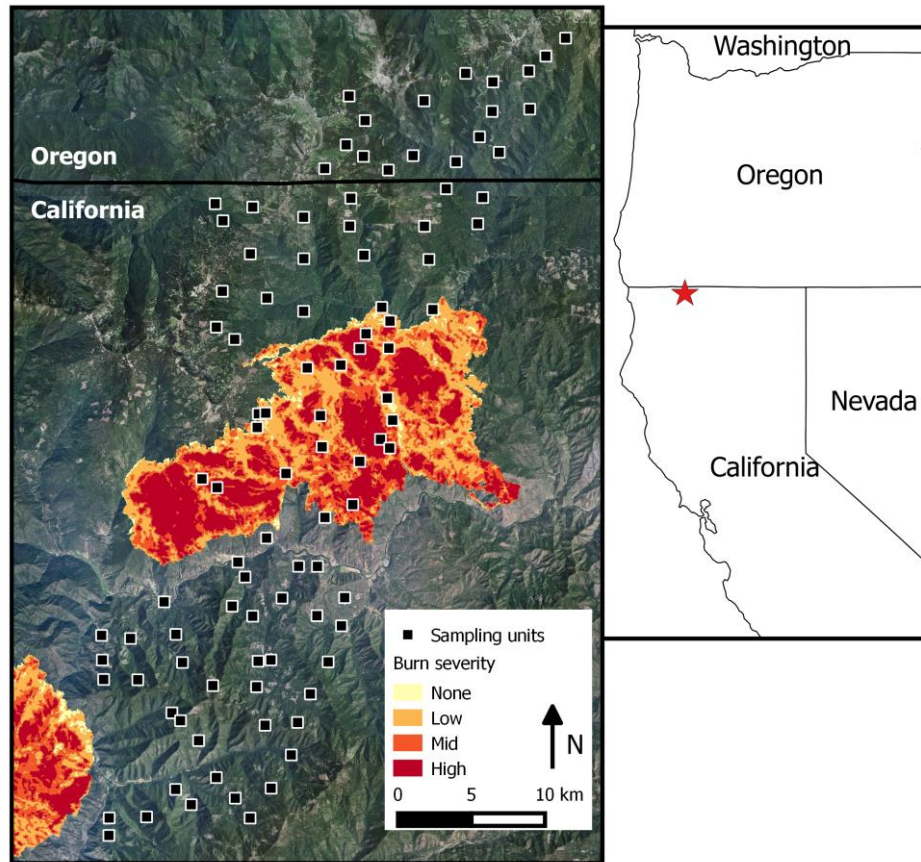 Oregon
California
Sampling units
Burn severity
None
Low
Mid
High
N
0 5 10 km
Washington
Oregon
Nevada
California